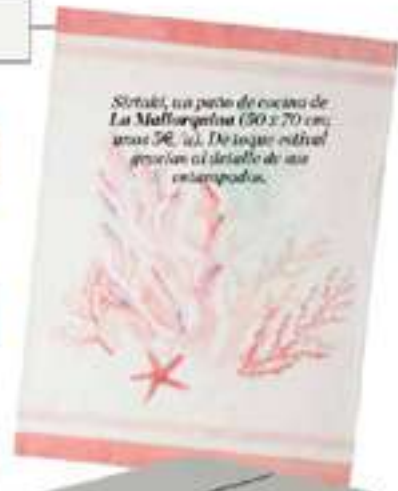 Sirtaki, un paño de cocina de
La Mallorquina (50 x 70 cm;
unos 5€/u). De toque estival
gracias al detalle de sus
estampados.